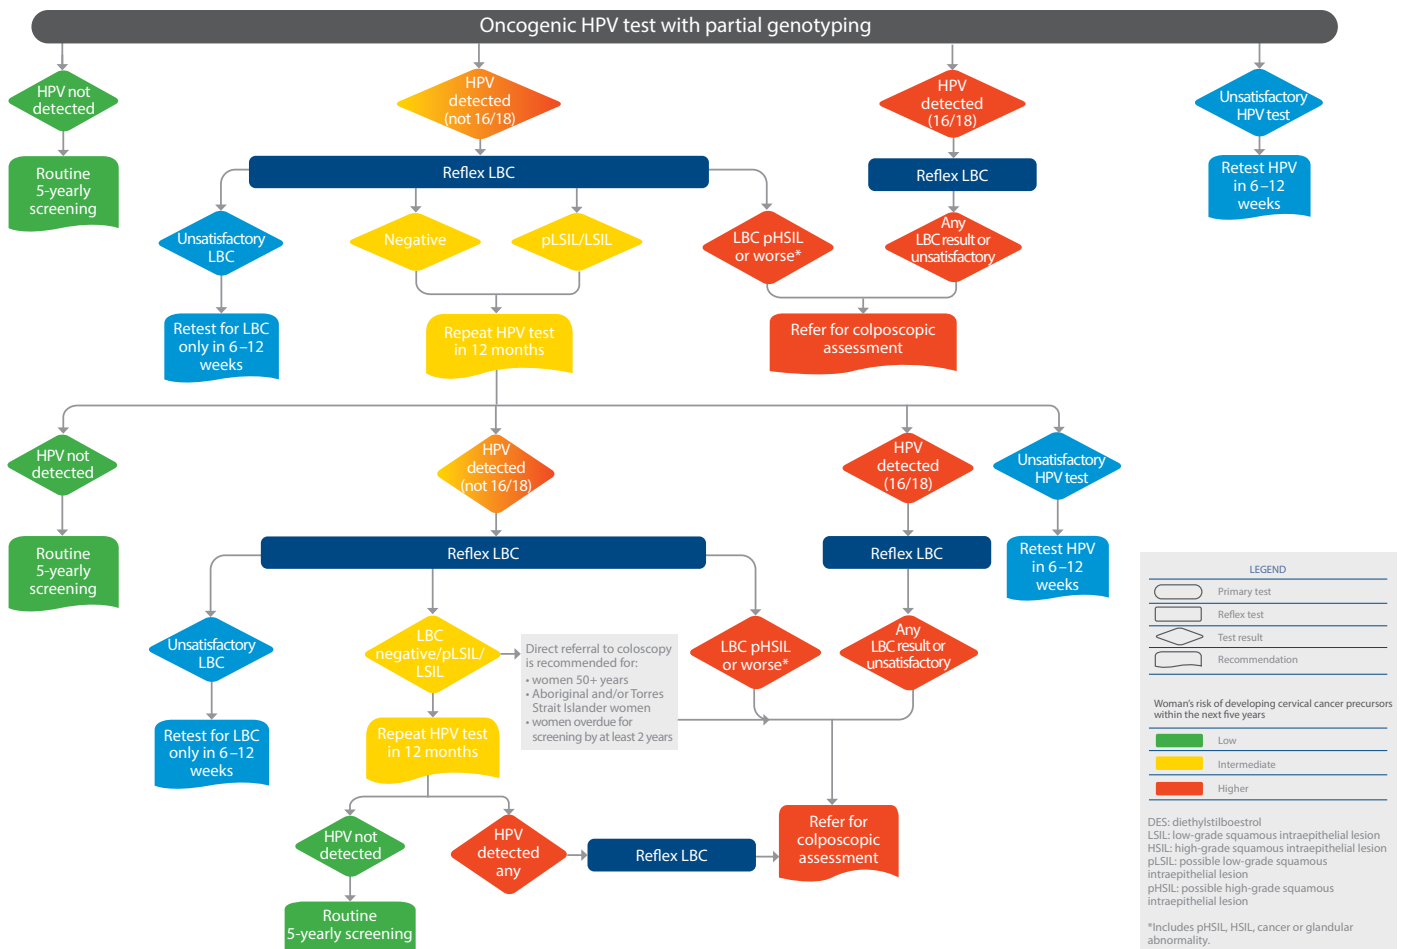 Oncogenic HPV test with partial genotyping
HPV not
detected
HPV
detected
(not 16/18)
HPV
detected
(16/18)
Unsatisfactory
HPV test
Routine
5-yearly
screening
Reflex LBC
Reflex LBC
Retest HPV
in 6–12
weeks
Unsatisfactory
LBC
Negative
pLSIL/LSIL
LBC pHSIL
or worse*
Any
LBC result or
unsatisfactory
Retest for LBC
only in 6–12
weeks
Repeat HPV test
in 12 months
Refer for colposcopic
assessment
HPV not
detected
HPV
detected
(not 16/18)
HPV
detected
(16/18)
Unsatisfactory
HPV test
Routine
5-yearly
screening
Reflex LBC
Reflex LBC
Retest HPV
in 6–12
weeks
Unsatisfactory
LBC
LBC
negative/pLSIL/
LSIL
Direct referral to coloscopy
is recommended for:
• women 50+ years
• Aboriginal and/or Torres
Strait Islander women
• women overdue for
screening by at least 2 years
LBC pHSIL
or worse*
Any
LBC result or
unsatisfactory
Retest for LBC
only in 6–12
weeks
Repeat HPV test
in 12 months
HPV not
detected
HPV
detected
any
Reflex LBC
Refer for
colposcopic
assessment
Routine
5-yearly screening
LEGEND
Primary test
Reflex test
Test result
Recommendation
Woman's risk of developing cervical cancer precursors
within the next five years
Low
Intermediate
Higher
DES: diethylstilboestrol
LSIL: low-grade squamous intraepithelial lesion
HSIL: high-grade squamous intraepithelial lesion
pLSIL: possible low-grade squamous
intraepithelial lesion
pHSIL: possible high-grade squamous
intraepithelial lesion
*Includes pHSIL, HSIL, cancer or glandular
abnormality.